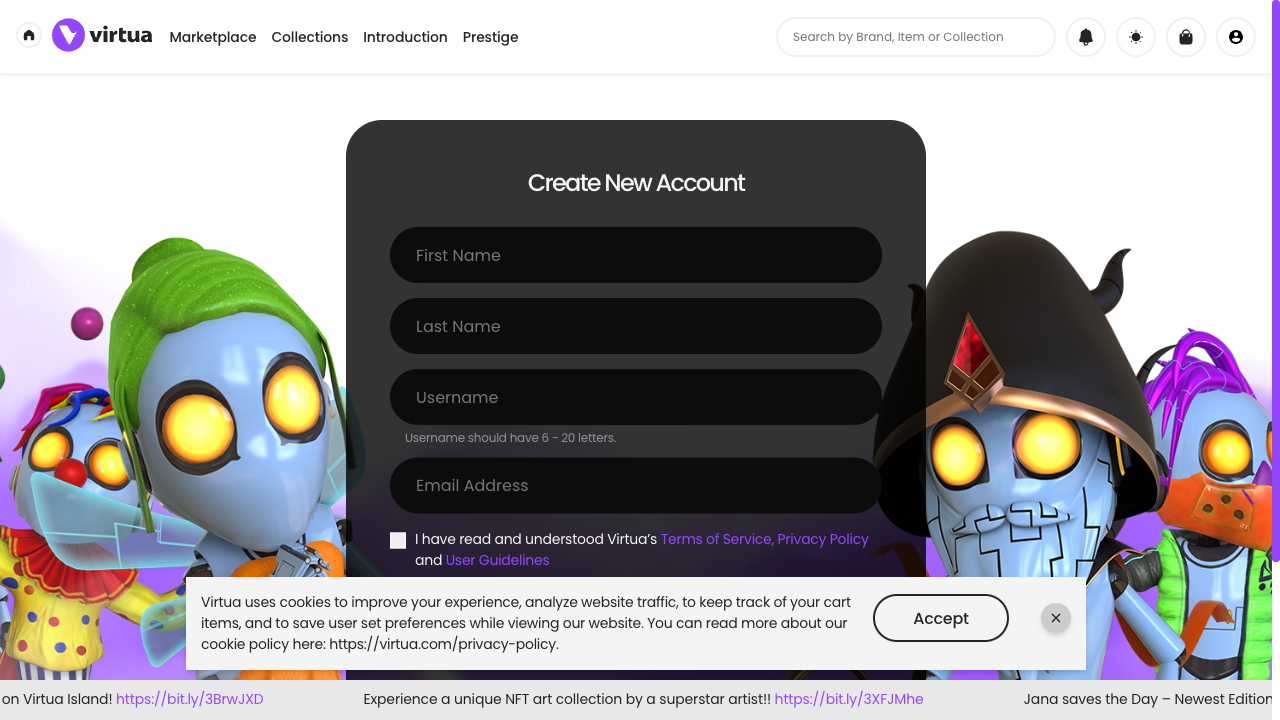 virtua
Marketplace
Collections
Introduction
Prestige
Search by Brand, Item or Collection
Create New Account
First Name
Last Name
Username
Username should have 6 - 20 letters.
Email Address
I have read and understood Virtua's Terms of Service, Privacy Policy
and User Guidelines
Virtua uses cookies to improve your experience, analyze website traffic, to keep track of your cart
items, and to save user set preferences while viewing our website. You can read more about our
cookie policy here: https://virtua.com/privacy-policy.
Accept
on Virtua Island! https://bit.ly/3BrwJXD
Experience a unique NFT art collection by a superstar artist!! https://bit.ly/3XFJMhe
Jana saves the Day – Newest Edition